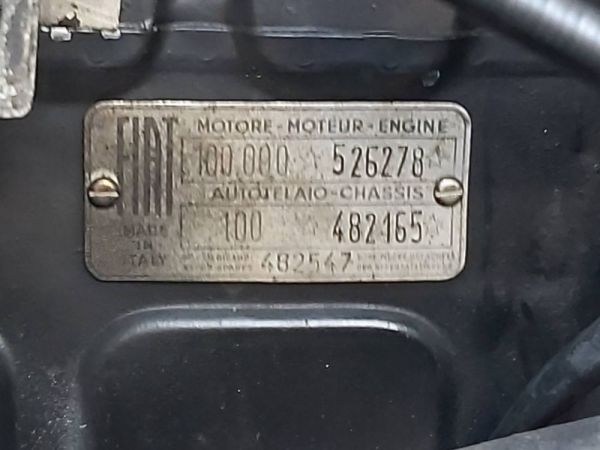 FIAT
MOTORE-MOTEUR-ENGINE
100.000 ☆ 526278 ☆
AUTOTELAIO-CHASSIS
100 ☆ 482165 ☆
MADE
IN
ITALY
482547